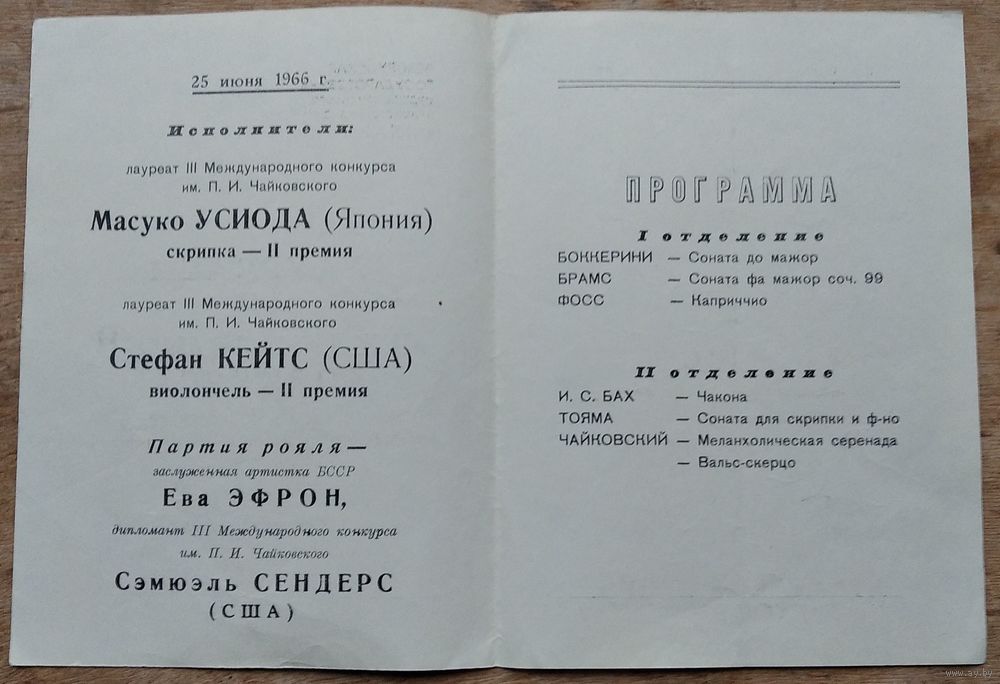 25 июня 1966 г.
Исполнители:
лауреат III Международного конкурса
им. П. И. Чайковского
Масуко УСИОДА (Япония)
скрипка — II премия
лауреат III Международного конкурса
им. П. И. Чайковского
Стефан КЕЙТС (США)
виолончель — II премия
Партия рояля —
заслуженная артистка БССР
Ева ЭФРОН,
дипломант III Международного конкурса
им. П. И. Чайковского
Сэмюэль СЕНДЕРС
(США)
ПРОГРАММА
I отделение
БОККЕРИНИ — Соната до мажор
БРАМС — Соната фа мажор соч. 99
ФОСС — Каприччио
II отделение
И. С. БАХ — Чакона
ТОЯМА — Соната для скрипки и ф-но
ЧАЙКОВСКИЙ — Меланхолическая серенада
— Вальс-скерцо
www.ay.by